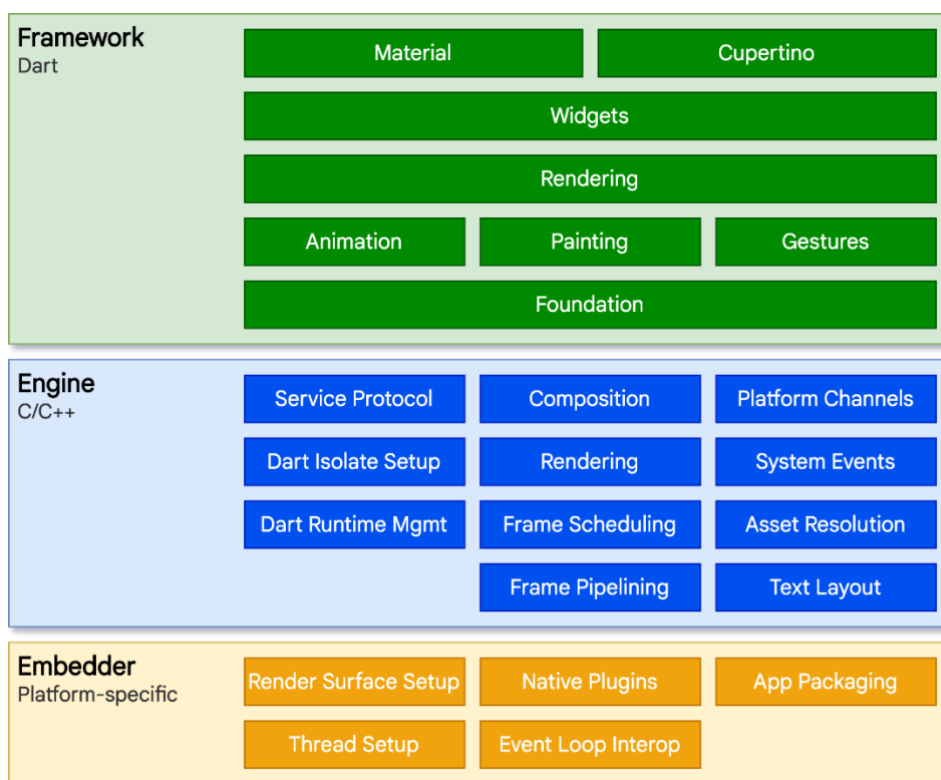 Framework
Dart
Material
Cupertino
Widgets
Rendering
Animation
Painting
Gestures
Foundation
Engine
C/C++
Service Protocol
Composition
Platform Channels
Dart Isolate Setup
Rendering
System Events
Dart Runtime Mgmt
Frame Scheduling
Asset Resolution
Frame Pipelining
Text Layout
Embedder
Platform-specific
Render Surface Setup
Native Plugins
App Packaging
Thread Setup
Event Loop Interop